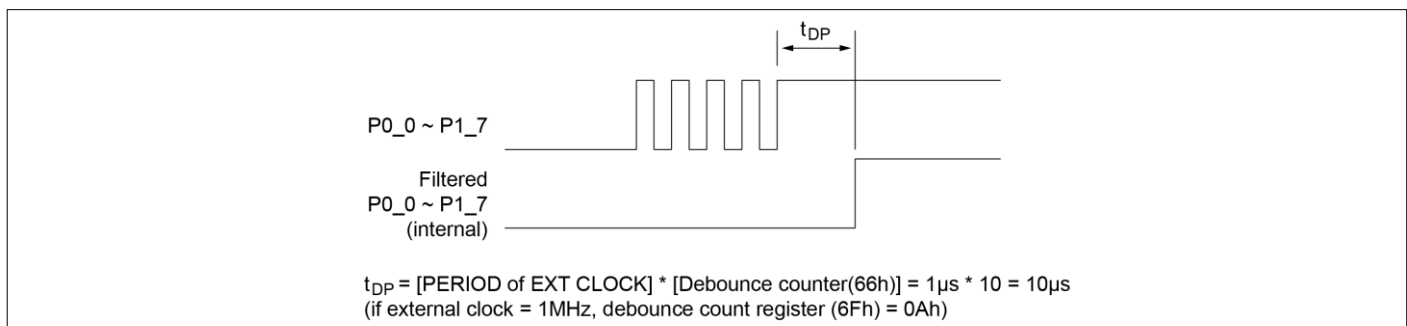 tDP
P0_0 ~ P1_7
Filtered
P0_0 ~ P1_7
(internal)
tDP = [PERIOD of EXT CLOCK] * [Debounce counter(66h)] = 1µs * 10 = 10µs
(if external clock = 1MHz, debounce count register (6Fh) = 0Ah)